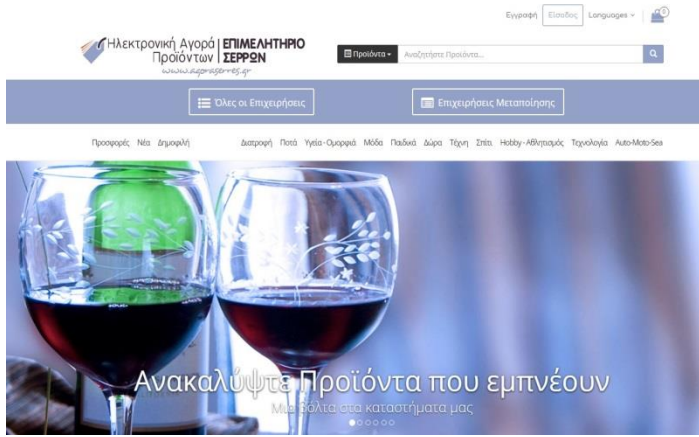 Εγγραφή Είσοδος Languages
0
Ηλεκτρονική Αγορά ΕΠΙΜΕΛΗΤΗΡΙΟ
Προϊόντων ΣΕΡΡΩΝ
www.agoraserres.gr
Προϊόντα Αναζητήστε Προϊόντα...
Όλες οι Επιχειρήσεις Επιχειρήσεις Μεταποίησης
Προσφορές Νέα Δημοφιλή Διατροφή Ποτά Υγεία - Ομορφιά Μόδα Παιδικά Δώρα Τέχνη Σπίτι Hobby - Αθλητισμός Τεχνολογία Auto-Moto-Sea
Ανακαλύψτε Προϊόντα που εμπνέουν
Μια βόλτα στα καταστήματα μας